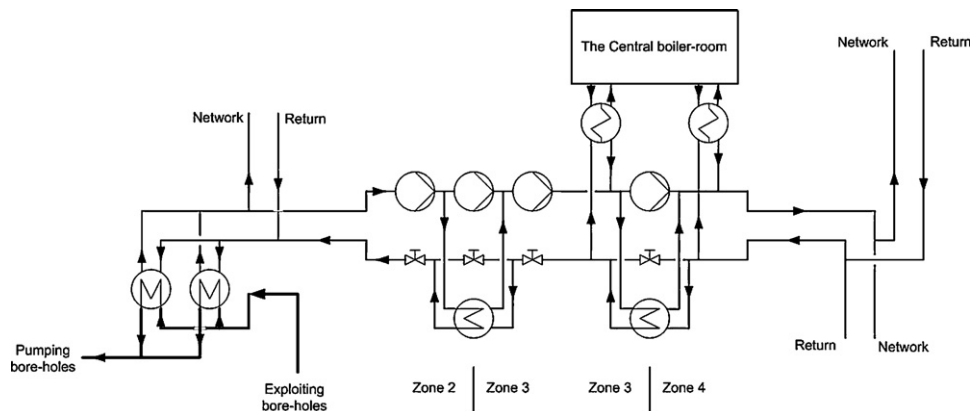 The Central boiler-room
Network
Return
Network
Return
Pumping
bore-holes
Exploiting
bore-holes
Zone 2
Zone 3
Zone 3
Zone 4
Return
Network